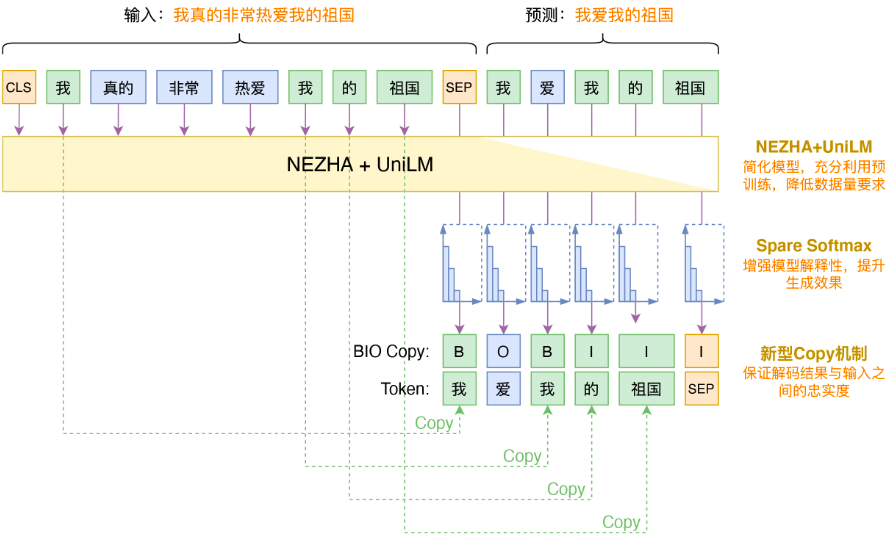 输入：我真的非常热爱我的祖国
预测：我爱我的祖国
CLS 我 真的 非常 热爱 我 的 祖国 SEP 我 爱 我 的 祖国
NEZHA + UniLM
NEZHA+UniLM
简化模型，充分利用预
训练，降低数据量要求
Spare Softmax
增强模型解释性，提升
生成效果
BIO Copy: B O B I I I
Token: 我 爱 我 的 祖国 SEP
新型Copy机制
保证解码结果与输入之
间的忠实度
Copy
Copy
Copy
Copy